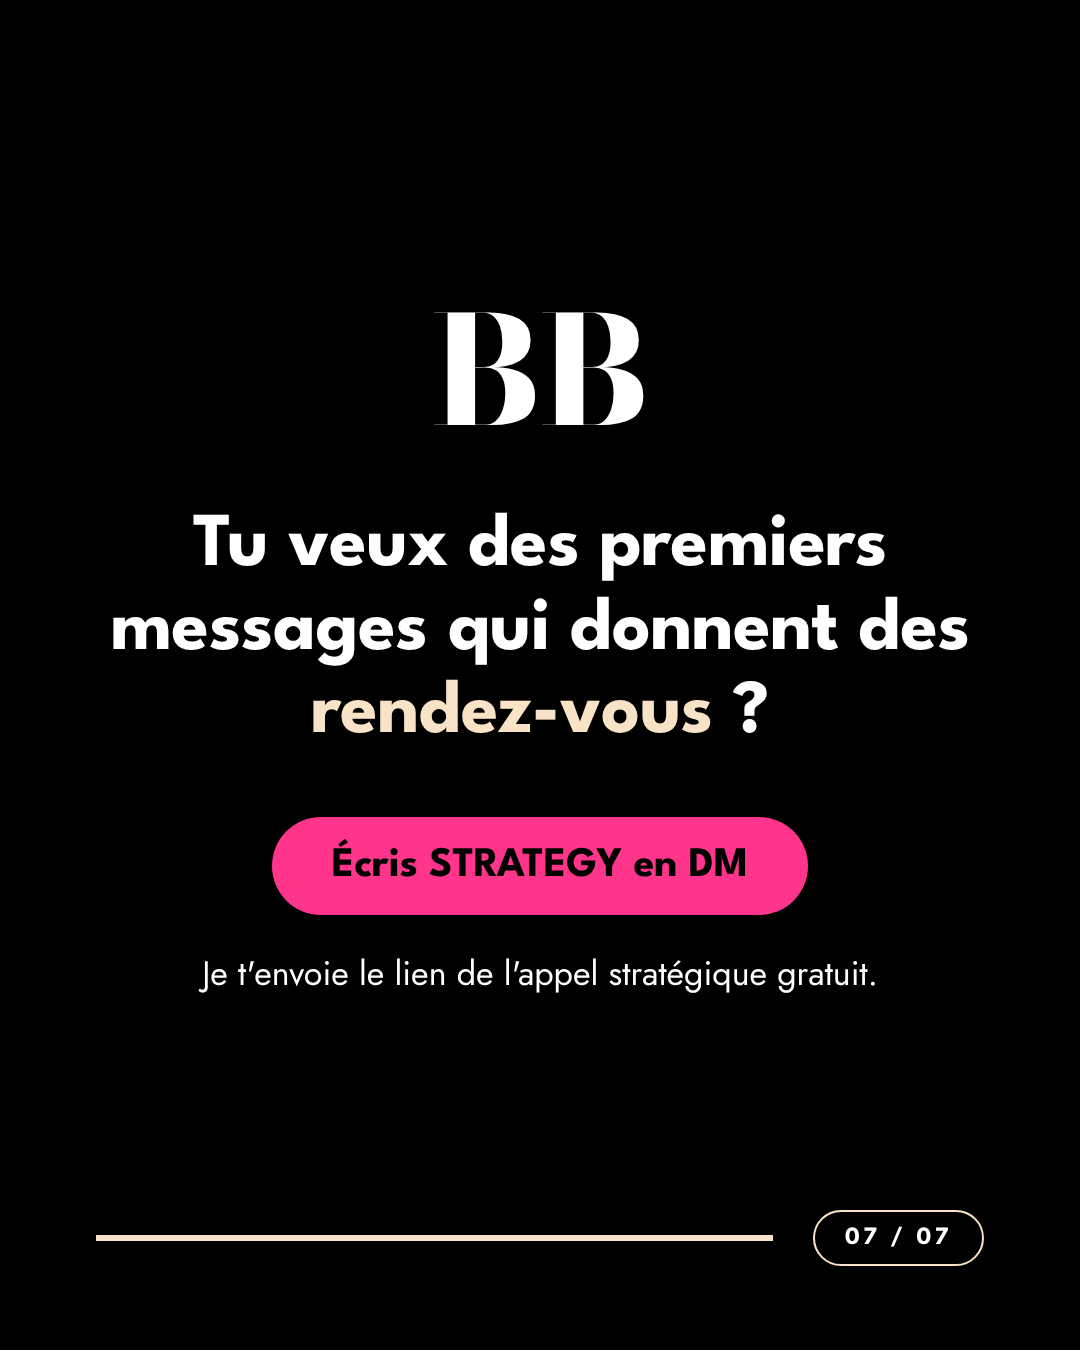 BB
Tu veux des premiers
messages qui donnent des
rendez-vous ?
Écris STRATEGY en DM
Je t'envoie le lien de l'appel stratégique gratuit.
07 / 07